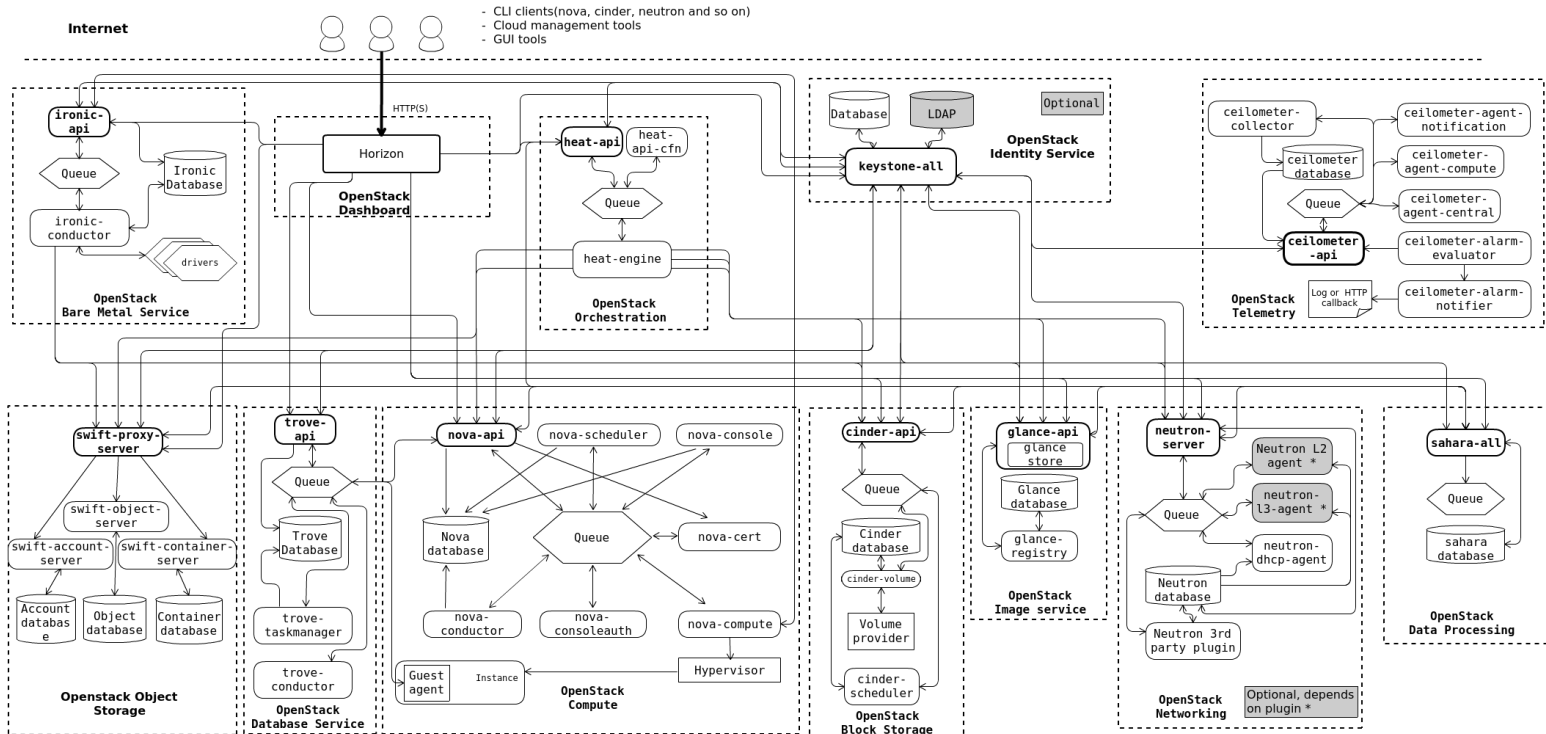 Internet
- CLI clients(nova, cinder, neutron and so on)
- Cloud management tools
- GUI tools
HTTP(S)
ironic-
api
Queue
Ironic
Database
ironic-
conductor
drivers
OpenStack
Bare Metal Service
Horizon
OpenStack
Dashboard
heat-api
heat-
api-cfn
Queue
heat-engine
OpenStack
Orchestration
Database
LDAP
Optional
OpenStack
Identity Service
keystone-all
ceilometer-
collector
ceilometer-agent-
notification
ceilometer
database
ceilometer-
agent-compute
Queue
ceilometer-
agent-central
ceilometer
-api
ceilometer-alarm-
evaluator
Log or HTTP
callback
ceilometer-alarm-
notifier
OpenStack
Telemetry
swift-proxy-
server
swift-object-
server
swift-account-
server
swift-container-
server
Account
databas
e
Object
database
Container
database
Openstack Object
Storage
trove-
api
Queue
Trove
Database
trove-
taskmanager
trove-
conductor
OpenStack
Database Service
nova-api
nova-scheduler
nova-console
Nova
database
Queue
nova-cert
nova-
conductor
nova-
consoleauth
nova-compute
Hypervisor
Guest
agent
Instance
OpenStack
Compute
cinder-api
Queue
Cinder
database
cinder-volume
Volume
provider
cinder-
scheduler
OpenStack
Block Storage
glance-api
glance
store
Glance
database
glance-
registry
OpenStack
Image service
neutron-
server
Neutron L2
agent *
Queue
neutron-
l3-agent *
neutron-
dhcp-agent
Neutron
database
Neutron 3rd
party plugin
OpenStack
Networking
Optional, depends
on plugin *
sahara-all
Queue
sahara
database
OpenStack
Data Processing